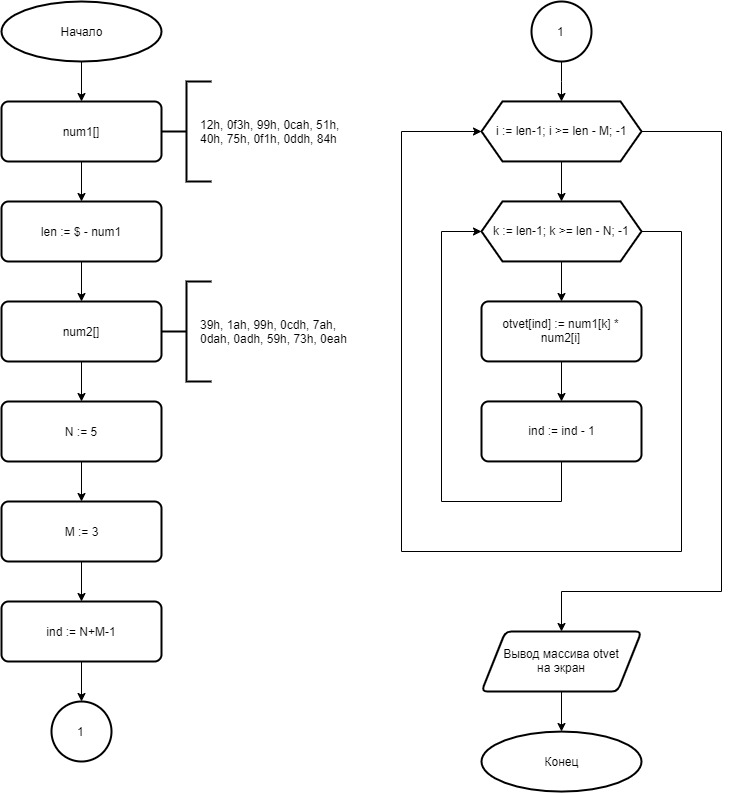 Начало
num1[]
12h, 0f3h, 99h, 0cah, 51h,
40h, 75h, 0f1h, 0ddh, 84h
len := $ - num1
num2[]
39h, 1ah, 99h, 0cdh, 7ah,
0dah, 0adh, 59h, 73h, 0eah
N := 5
M := 3
ind := N+M-1
1
1
i := len-1; i >= len - M; -1
k := len-1; k >= len - N; -1
otvet[ind] := num1[k] *
num2[i]
ind := ind - 1
Вывод массива otvet
на экран
Конец